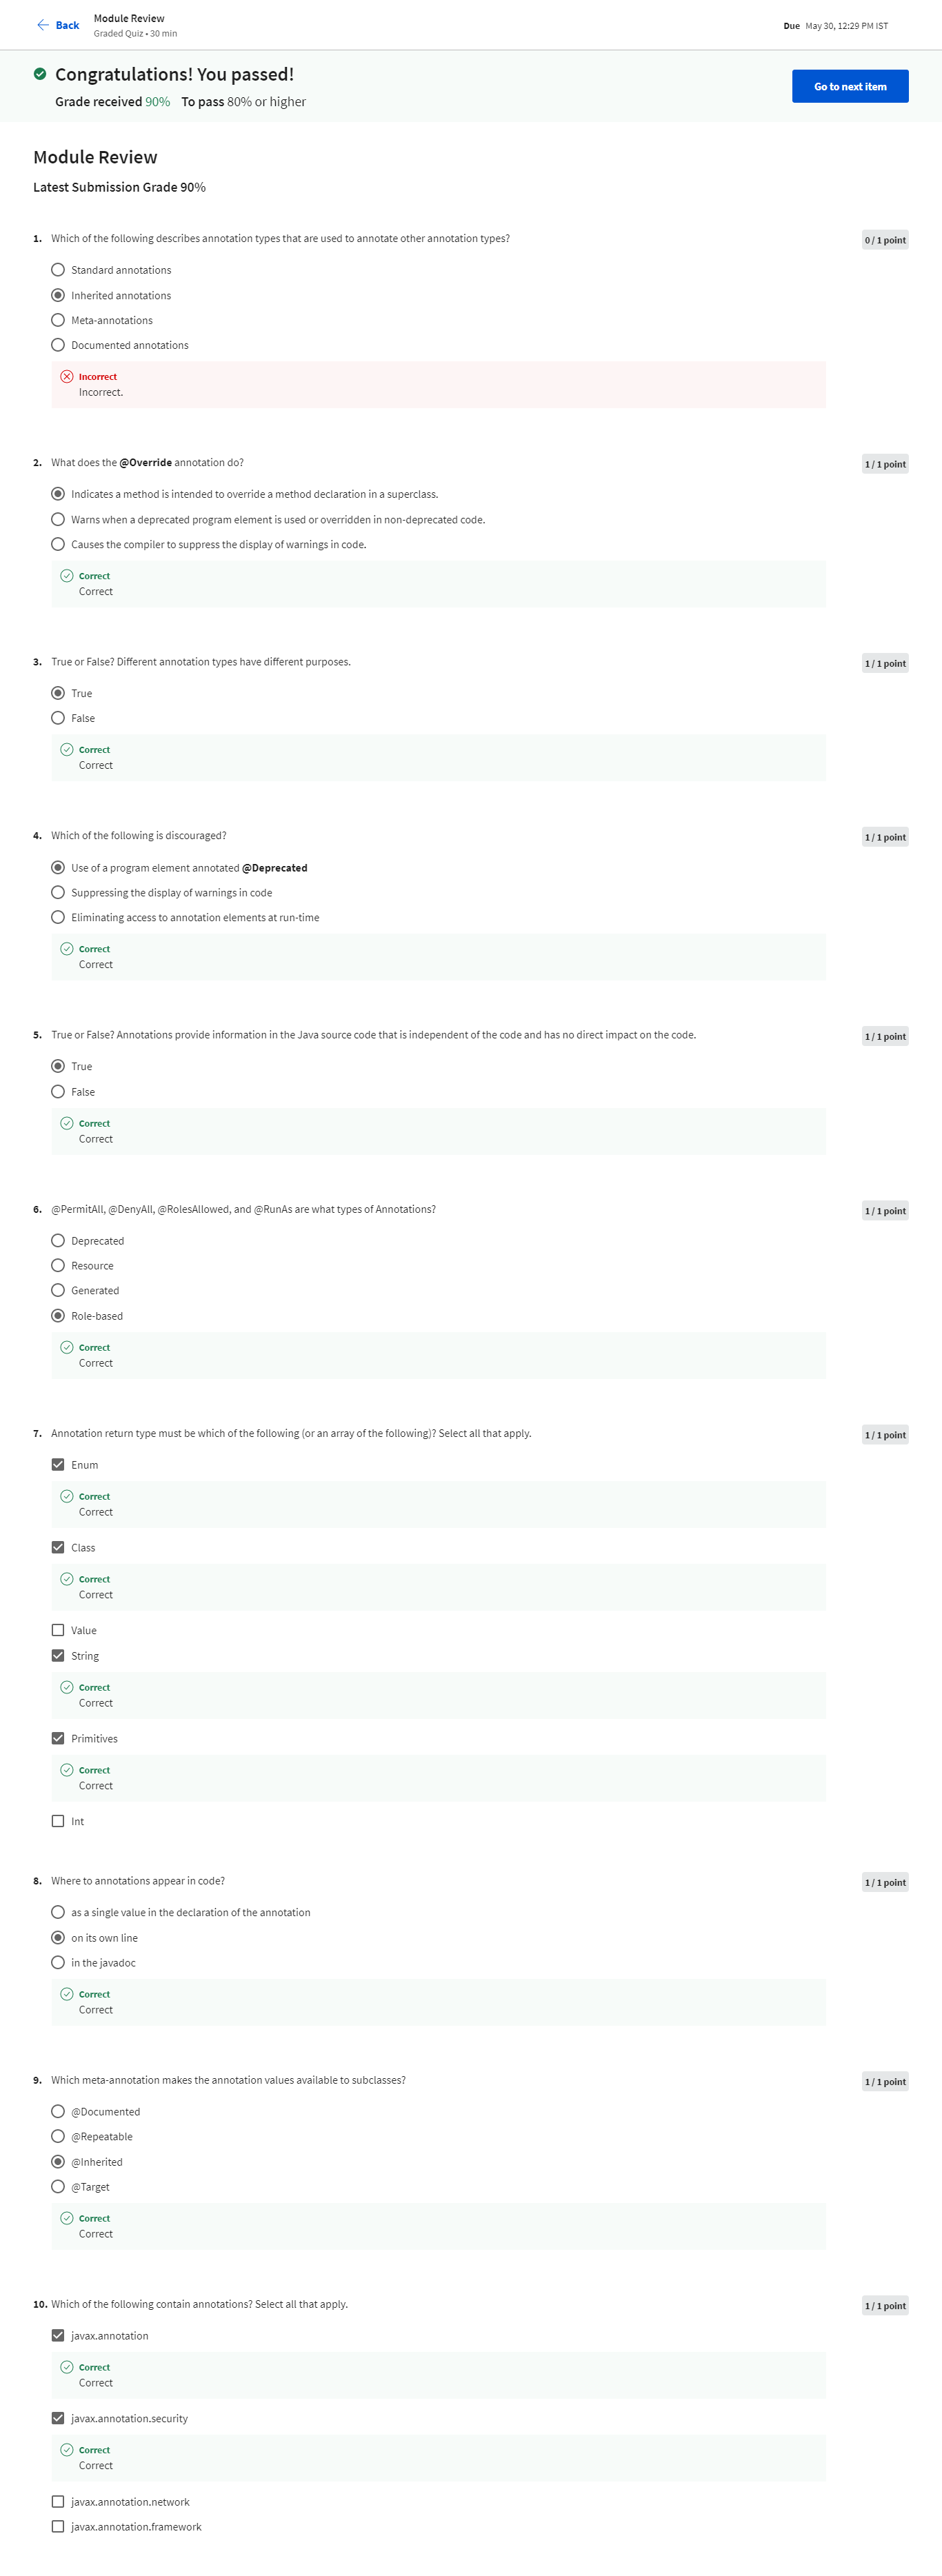 Back
Module Review
Graded Quiz • 30 min
Due May 30, 12:29 PM IST
Congratulations! You passed!
Grade received 90% To pass 80% or higher
Go to next item
Module Review
Latest Submission Grade 90%
1. Which of the following describes annotation types that are used to annotate other annotation types?
0 / 1 point
Standard annotations
Inherited annotations
Meta-annotations
Documented annotations
Incorrect
Incorrect.
2. What does the @Override annotation do?
1 / 1 point
Indicates a method is intended to override a method declaration in a superclass.
Warns when a deprecated program element is used or overridden in non-deprecated code.
Causes the compiler to suppress the display of warnings in code.
Correct
Correct
3. True or False? Different annotation types have different purposes.
1 / 1 point
True
False
Correct
Correct
4. Which of the following is discouraged?
1 / 1 point
Use of a program element annotated @Deprecated
Suppressing the display of warnings in code
Eliminating access to annotation elements at run-time
Correct
Correct
5. True or False? Annotations provide information in the Java source code that is independent of the code and has no direct impact on the code.
1 / 1 point
True
False
Correct
Correct
6. @PermitAll, @DenyAll, @RolesAllowed, and @RunAs are what types of Annotations?
1 / 1 point
Deprecated
Resource
Generated
Role-based
Correct
Correct
7. Annotation return type must be which of the following (or an array of the following)? Select all that apply.
1 / 1 point
Enum
Correct
Correct
Class
Correct
Correct
Value
String
Correct
Correct
Primitives
Correct
Correct
Int
8. Where to annotations appear in code?
1 / 1 point
as a single value in the declaration of the annotation
on its own line
in the javadoc
Correct
Correct
9. Which meta-annotation makes the annotation values available to subclasses?
1 / 1 point
@Documented
@Repeatable
@Inherited
@Target
Correct
Correct
10. Which of the following contain annotations? Select all that apply.
1 / 1 point
javax.annotation
Correct
Correct
javax.annotation.security
Correct
Correct
javax.annotation.network
javax.annotation.framework